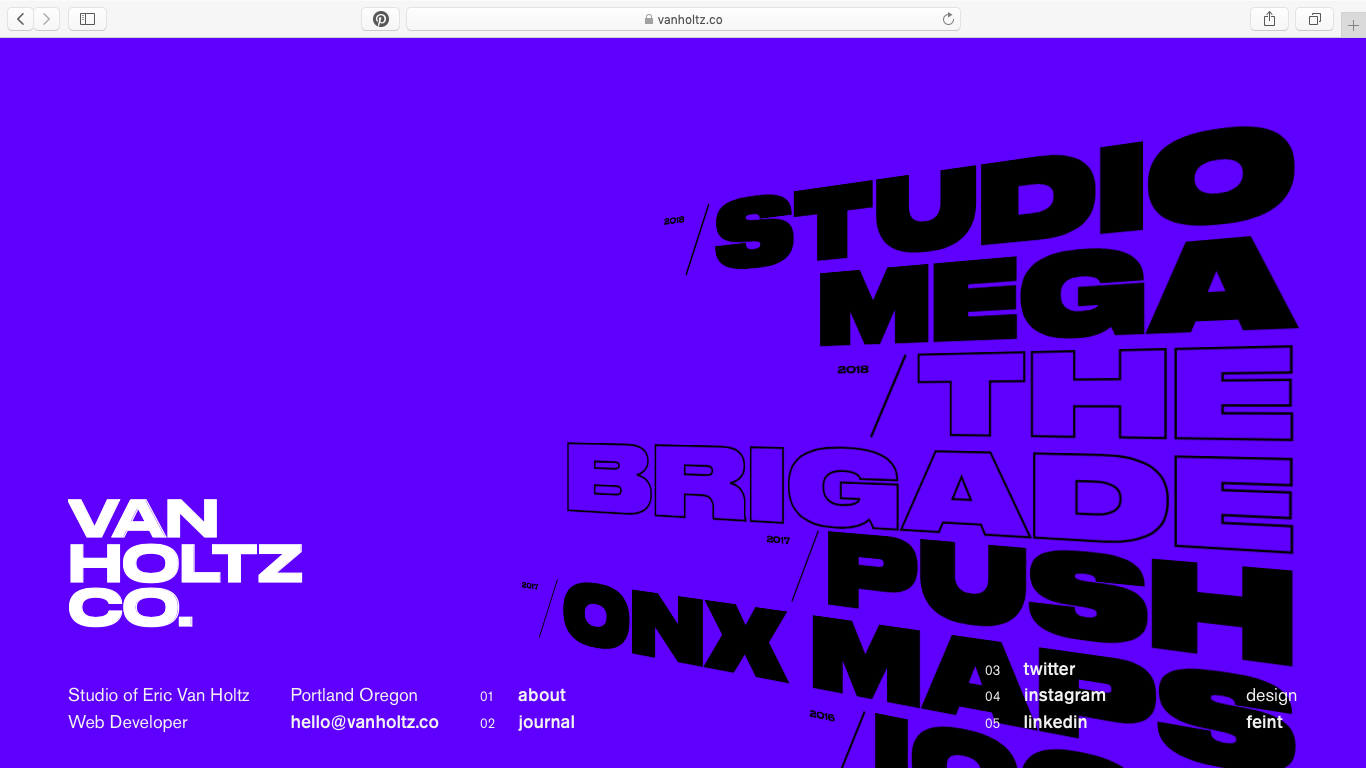 vanholtz.co
2018
STUDIO
MEGA
2018
THE
BRIGADE
2017
PUSH
MAPS
2017
ONX
2016
VAN
HOLTZ
CO.
Studio of Eric Van Holtz
Web Developer
Portland Oregon
hello@vanholtz.co
01 about
02 journal
03 twitter
04 instagram
05 linkedin
design
feint